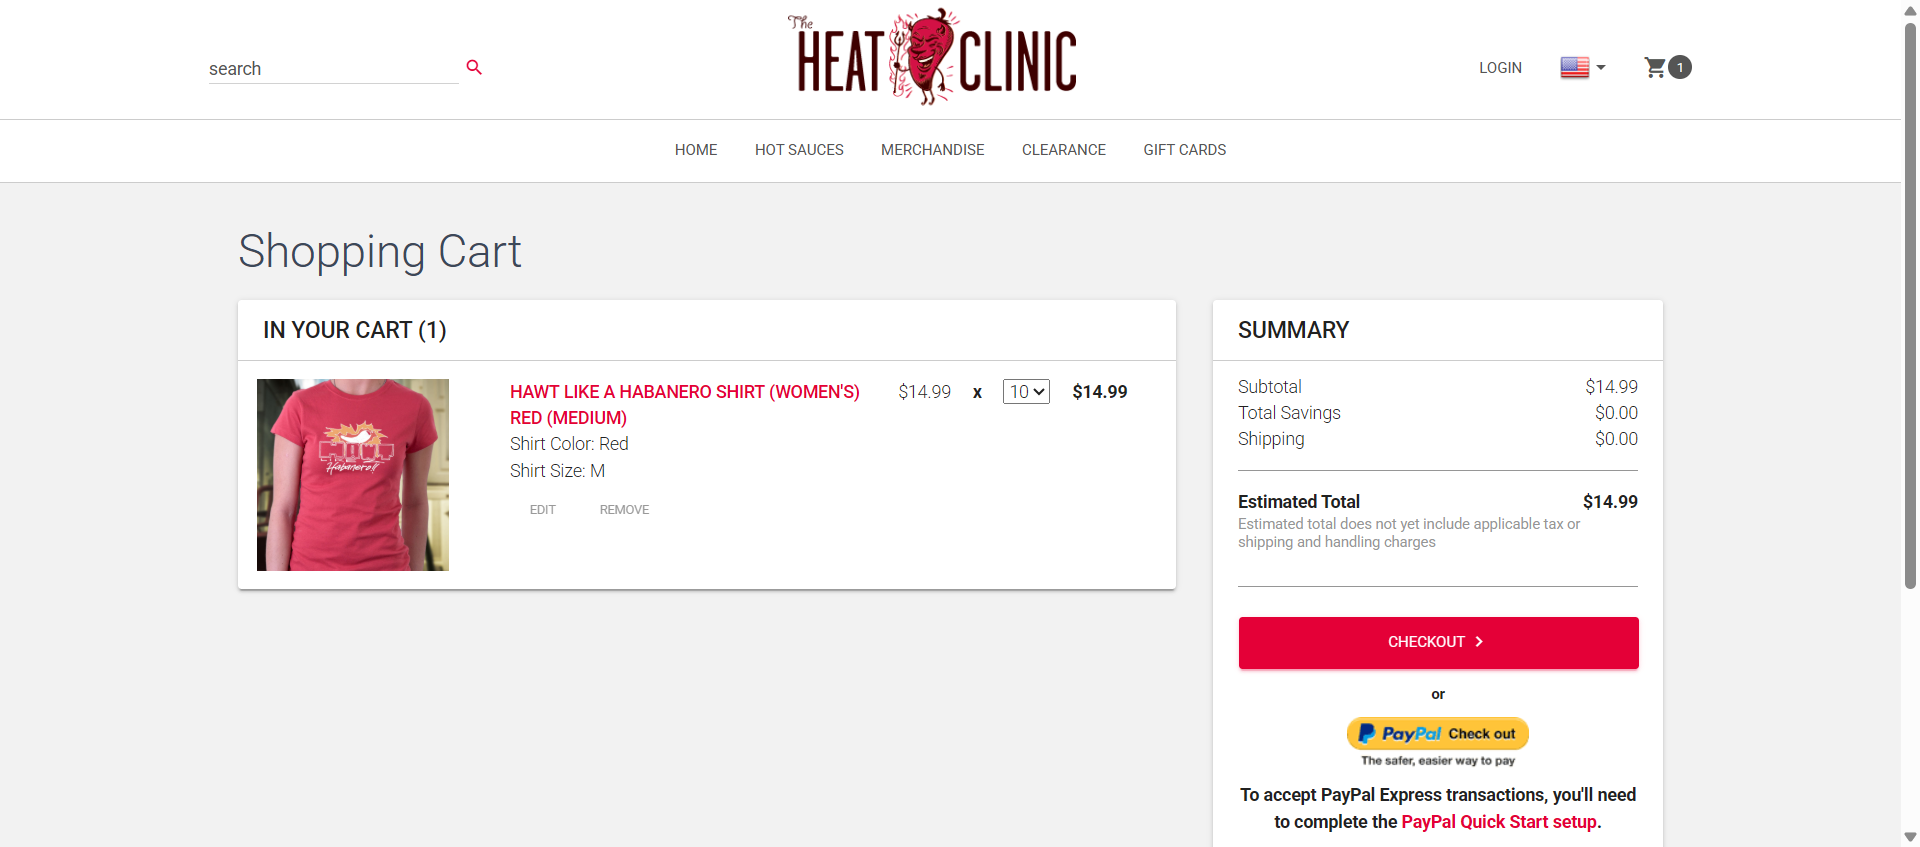 The
HEAT CLINIC
search
LOGIN
1
HOME
HOT SAUCES
MERCHANDISE
CLEARANCE
GIFT CARDS
Shopping Cart
IN YOUR CART (1)
Habanero!!
HAWT LIKE A HABANERO SHIRT (WOMEN'S)
RED (MEDIUM)
$14.99 x 10 $14.99
Shirt Color: Red
Shirt Size: M
EDIT
REMOVE
SUMMARY
Subtotal $14.99
Total Savings $0.00
Shipping $0.00
Estimated Total $14.99
Estimated total does not yet include applicable tax or
shipping and handling charges
CHECKOUT
or
PayPal Check out
The safer, easier way to pay
To accept PayPal Express transactions, you'll need
to complete the PayPal Quick Start setup.